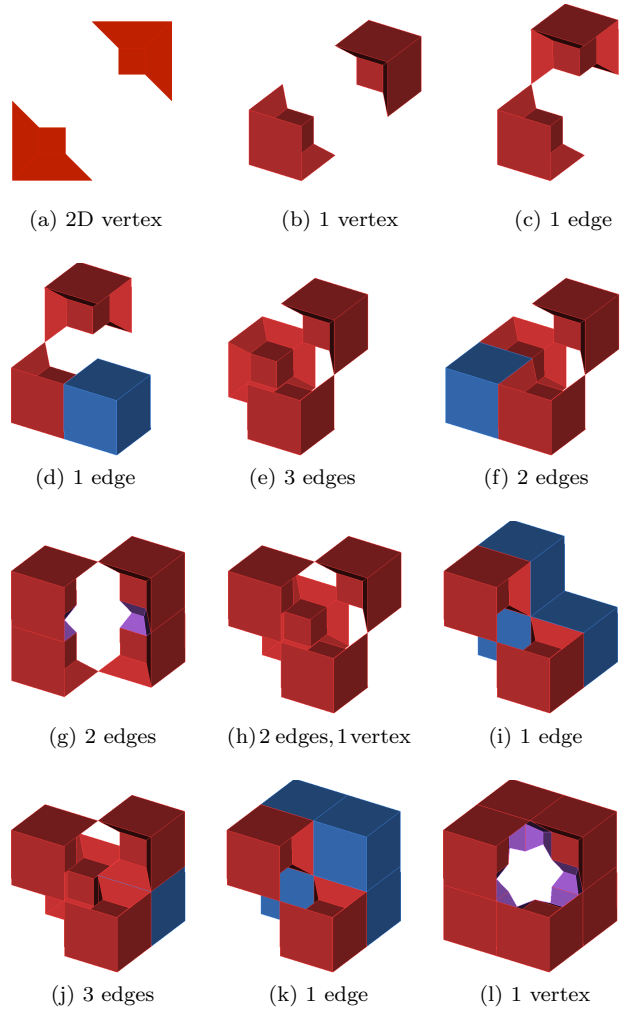 (a) 2D vertex
(b) 1 vertex
(c) 1 edge
(d) 1 edge
(e) 3 edges
(f) 2 edges
(g) 2 edges
(h) 2 edges, 1 vertex
(i) 1 edge
(j) 3 edges
(k) 1 edge
(l) 1 vertex